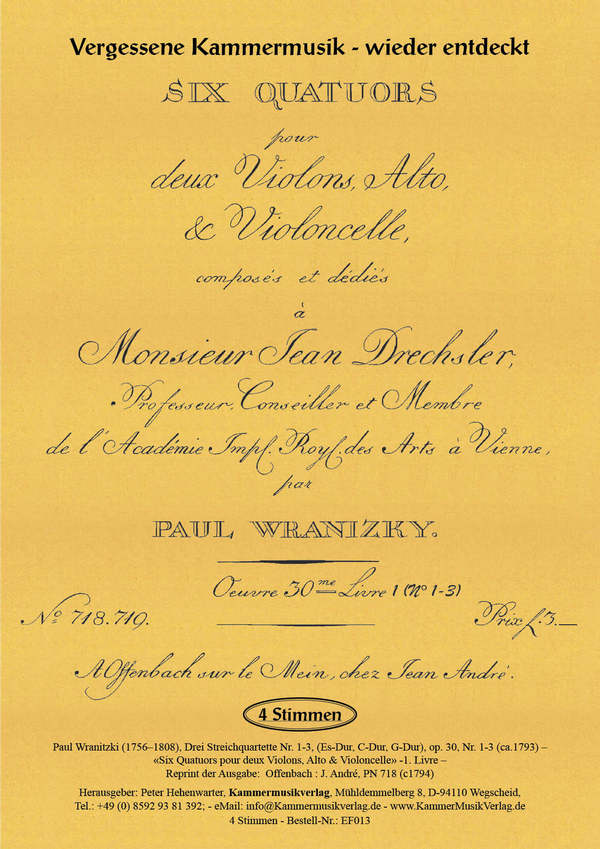 Vergessene Kammermusik - wieder entdeckt
SIX QUATUORS
pour
deux Violons, Alto,
& Violoncelle,
composés et dédiés
à
Monsieur Jean Drechsler,
Professeur, Conseiller et Membre
de l'Académie Impl. Royl. des Arts à Vienne,
par
PAUL WRANIZKY.
Oeuvre 30me Livre 1 (No 1-3)
No. 718.719.
Prix f. 3.—
A Offenbach sur le Mein, chez Jean André.
4 Stimmen
Paul Wranitzki (1756–1808), Drei Streichquartette Nr. 1-3, (Es-Dur, C-Dur, G-Dur), op. 30, Nr. 1-3 (ca.1793) –
«Six Quatuors pour deux Violons, Alto & Violoncelle» -1. Livre –
Reprint der Ausgabe: Offenbach : J. André, PN 718 (c1794)
Herausgeber: Peter Hehenwarter, Kammermusikverlag, Mühldemmelberg 8, D-94110 Wegscheid,
Tel.: +49 (0) 8592 93 81 392; - eMail: info@Kammermusikverlag.de - www.KammerMusikVerlag.de
4 Stimmen - Bestell-Nr.: EF013